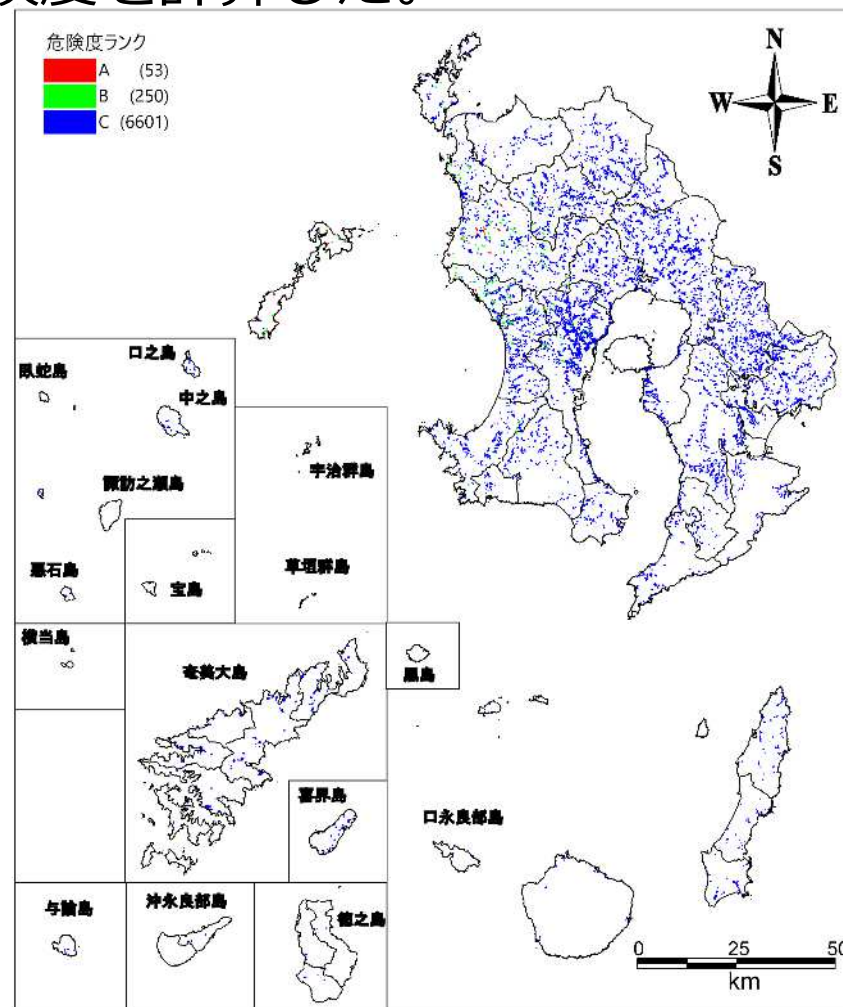 険度を評算した。
危険度ランク
A (53)
B (250)
C (6601)
N
W E
S
口之島
臥蛇島
中之島
諏訪之瀬島
宇治群島
悪石島
宝島
草垣群島
横当島
奄美大島
黒島
喜界島
口永良部島
与論島
沖永良部島
徳之島
0 25 50
km